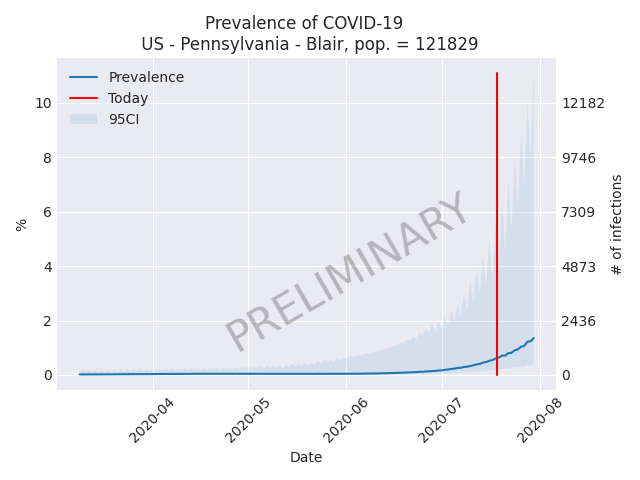 Prevalence of COVID-19
US - Pennsylvania - Blair, pop. = 121829
Prevalence
Today
95CI
10
8
6
4
2
0
%
12182
9746
7309
4873
2436
0
# of infections
PRELIMINARY
2020-04
2020-05
2020-06
2020-07
2020-08
Date